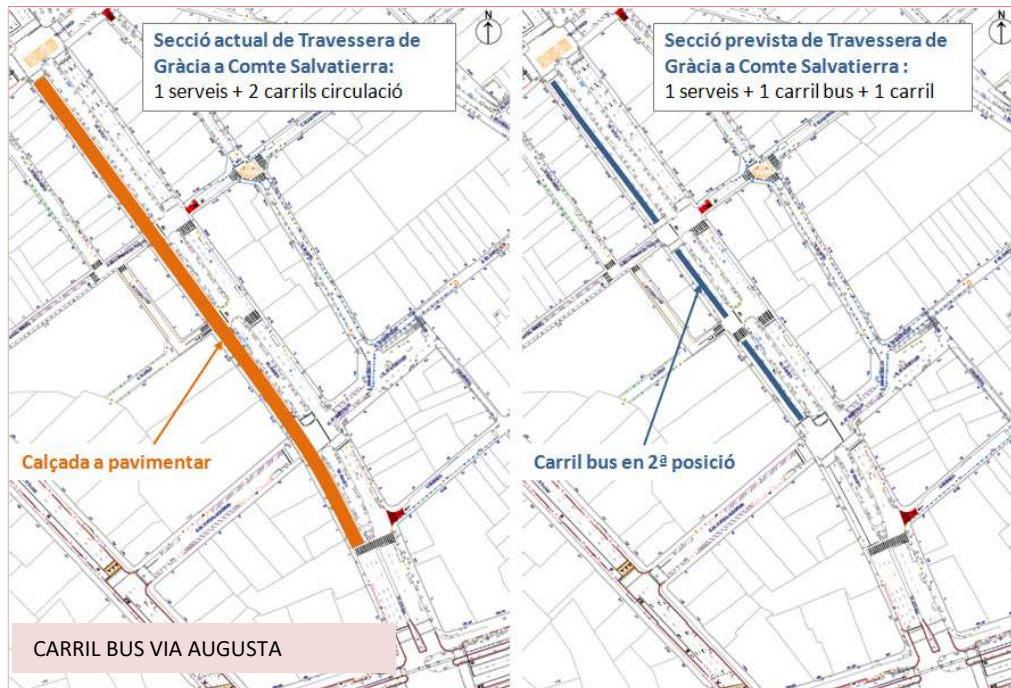 Secció actual de Travessera de
Gràcia a Comte Salvatierra:
1 serveis + 2 carrils circulació
N
Calçada a pavimentar
CARRIL BUS VIA AUGUSTA
Secció prevista de Travessera de
Gràcia a Comte Salvatierra :
1 serveis + 1 carril bus + 1 carril
N
Carril bus en 2ª posició